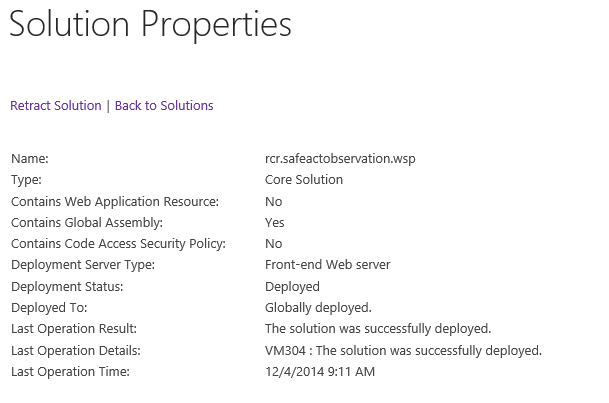 Solution Properties
Retract Solution | Back to Solutions
Name: rcr.safeactobservation.wsp
Type: Core Solution
Contains Web Application Resource: No
Contains Global Assembly: Yes
Contains Code Access Security Policy: No
Deployment Server Type: Front-end Web server
Deployment Status: Deployed
Deployed To: Globally deployed.
Last Operation Result: The solution was successfully deployed.
Last Operation Details: VM304 : The solution was successfully deployed.
Last Operation Time: 12/4/2014 9:11 AM